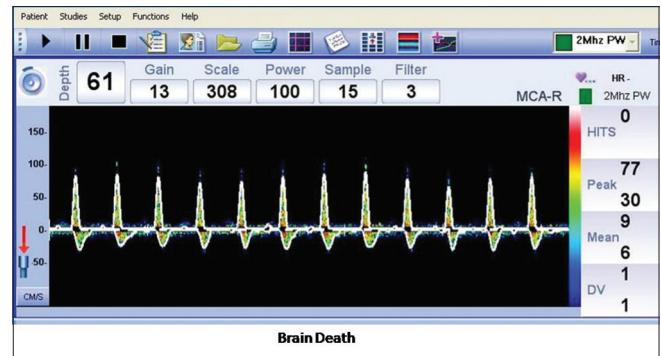 Patient Studies Setup Functions Help
2Mhz PW
Depth 61
Gain Scale Power Sample Filter
13 308 100 15 3
MCA-R
HR -
2Mhz PW
150-
100-
50-
0-
50-
CM/S
0
HITS
77
Peak
30
9
Mean
6
1
DV
1
Brain Death